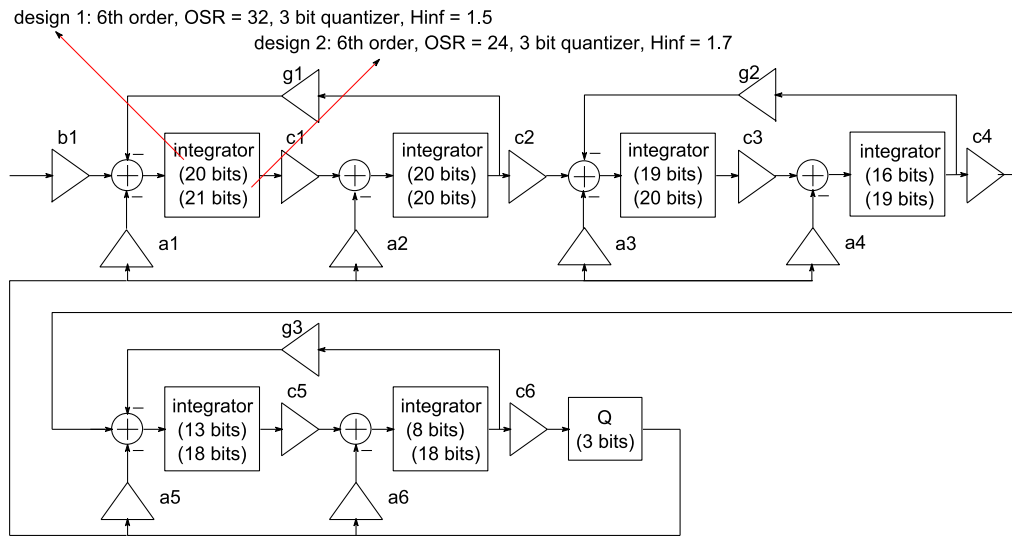 design 1: 6th order, OSR = 32, 3 bit quantizer, Hinf = 1.5
design 2: 6th order, OSR = 24, 3 bit quantizer, Hinf = 1.7
g1
g2
b1
integrator
(20 bits)
(21 bits)
c1
integrator
(20 bits)
(20 bits)
c2
integrator
(19 bits)
(20 bits)
c3
integrator
(16 bits)
(19 bits)
c4
a1
a2
a3
a4
g3
integrator
(13 bits)
(18 bits)
c5
integrator
(8 bits)
(18 bits)
c6
Q
(3 bits)
a5
a6